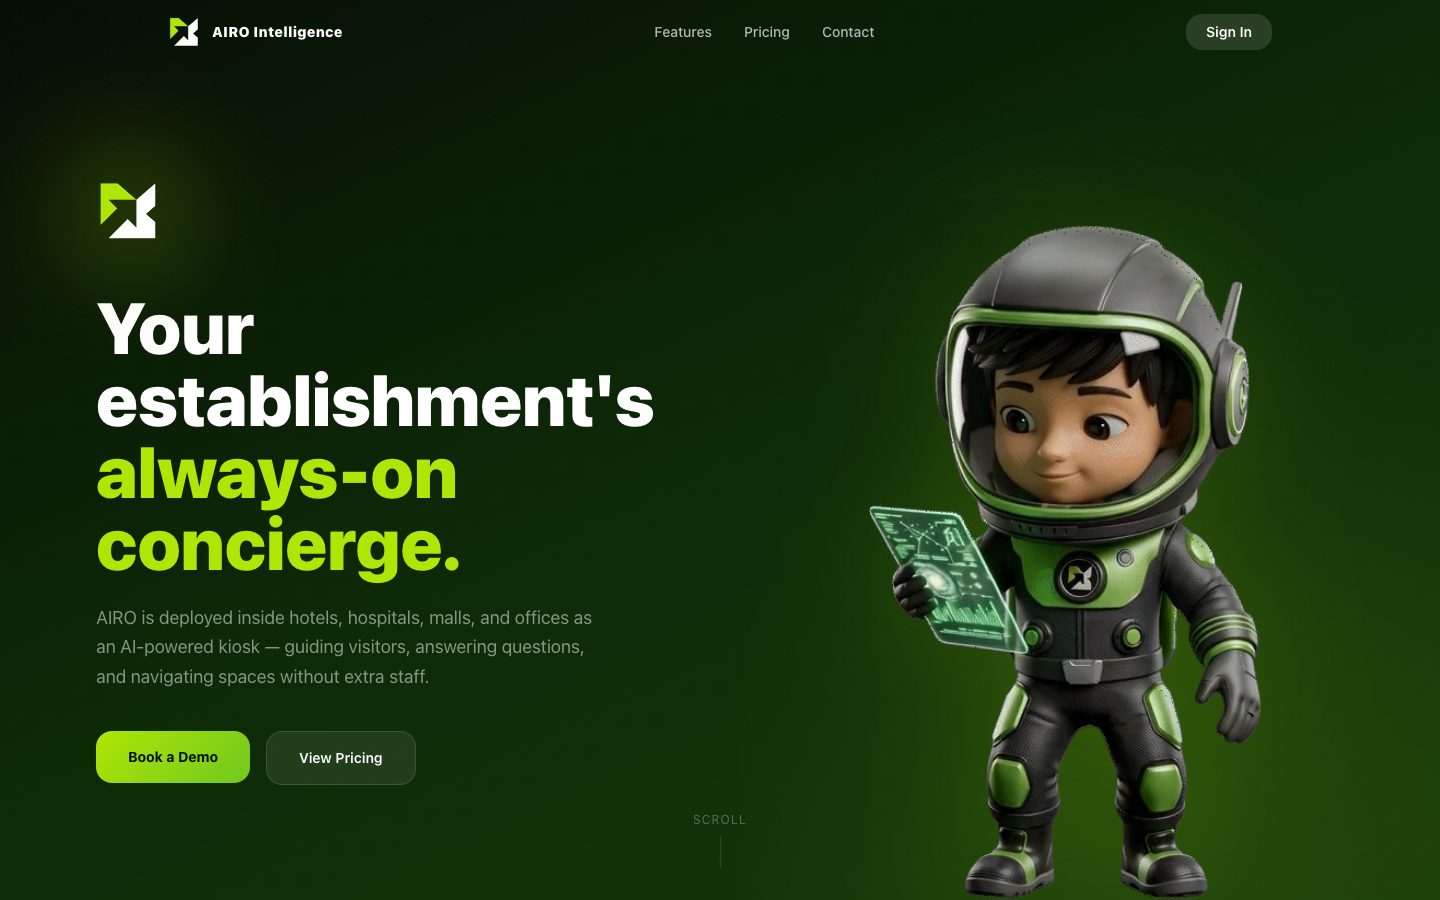 AIRO Intelligence
Features
Pricing
Contact
Sign In
Your
establishment's
always-on
concierge.
AIRO is deployed inside hotels, hospitals, malls, and offices as
an AI-powered kiosk — guiding visitors, answering questions,
and navigating spaces without extra staff.
Book a Demo
View Pricing
SCROLL